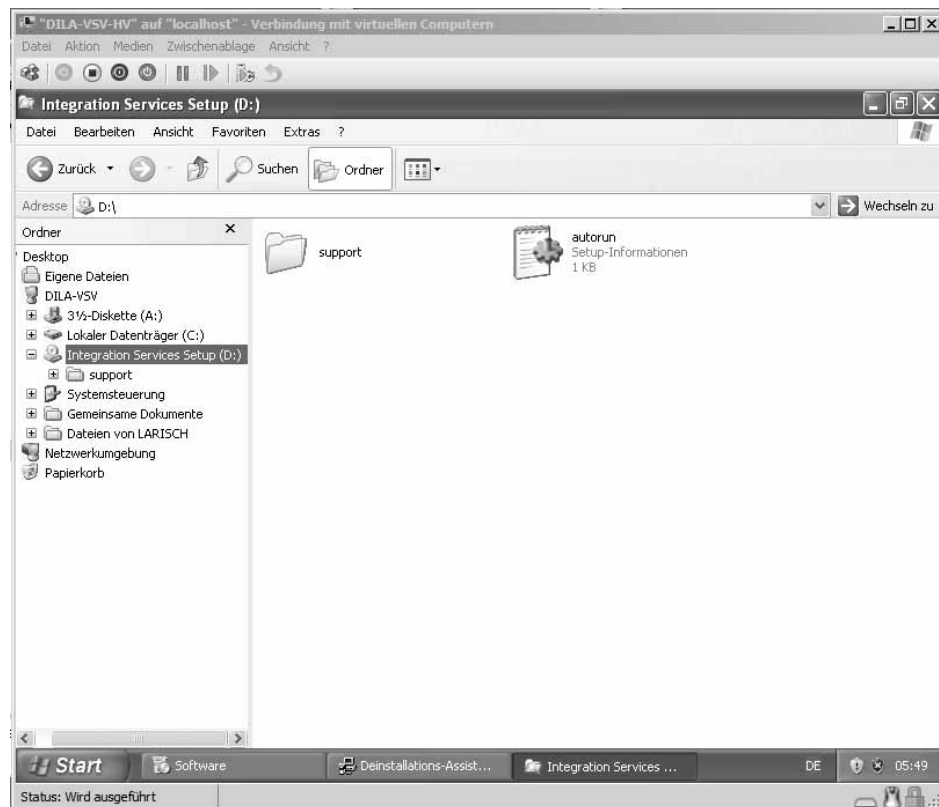 "DILA-VSV-HV" auf "localhost" - Verbindung mit virtuellen Computern
Datei Aktion Medien Zwischenablage Ansicht ?
Integration Services Setup (D:)
Datei Bearbeiten Ansicht Favoriten Extras ?
Zurück Suchen Ordner
Adresse D:\ Wechseln zu
Ordner
Desktop
Eigene Dateien
DILA-VSV
3½-Diskette (A:)
Lokaler Datenträger (C:)
Integration Services Setup (D:)
support
Systemsteuerung
Gemeinsame Dokumente
Dateien von LARISCH
Netzwerkumgebung
Papierkorb
support
autorun
Setup-Informationen
1 KB
Start Software Deinstallations-Assist... Integration Services ... DE 05:49
Status: Wird ausgeführt